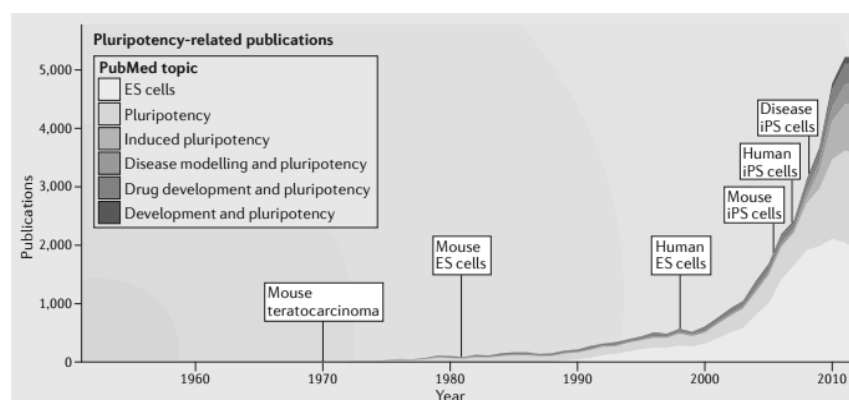 Pluripotency-related publications
PubMed topic
ES cells
Pluripotency
Induced pluripotency
Disease modelling and pluripotency
Drug development and pluripotency
Development and pluripotency
Publications
5,000
4,000
3,000
2,000
1,000
0
Mouse
teratocarcinoma
Mouse
ES cells
Human
ES cells
Mouse
iPS cells
Human
iPS cells
Disease
iPS cells
1960
1970
1980
1990
2000
2010
Year